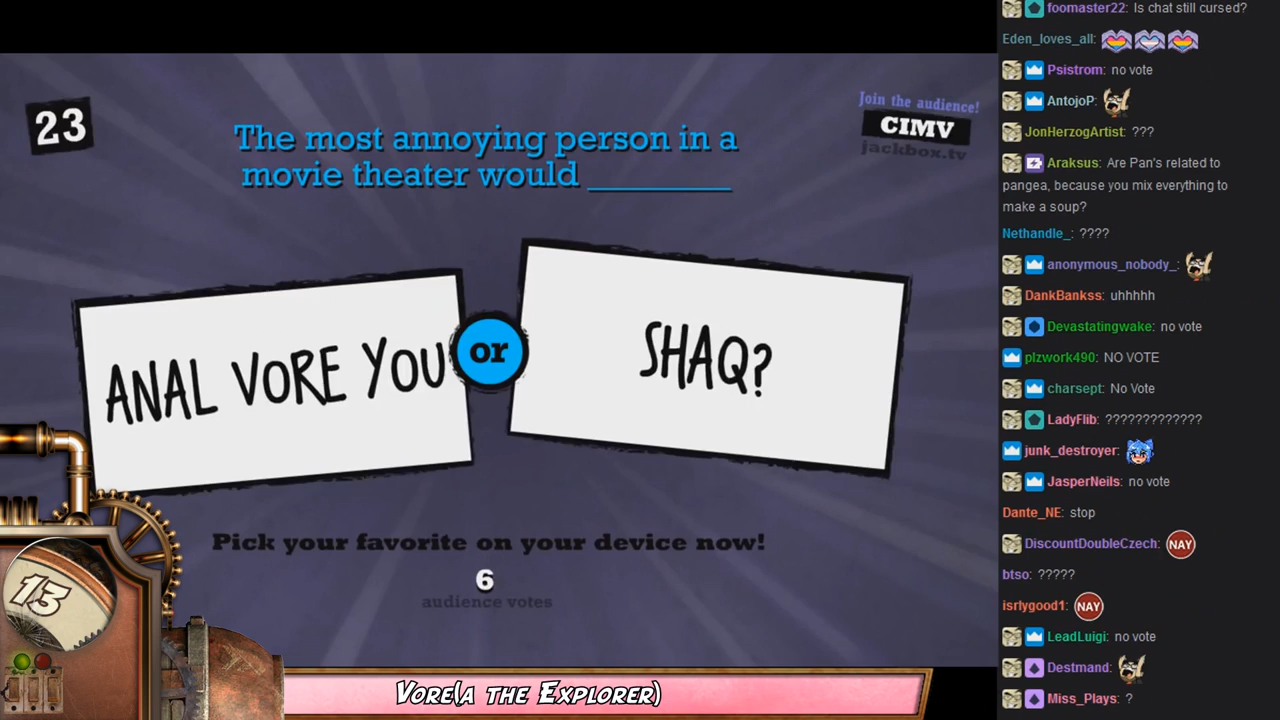 23
The most annoying person in a
movie theater would ________
Join the audience!
CIMV
jackbox.tv
ANAL VORE YOU
or
SHAQ?
Pick your favorite on your device now!
6
audience votes
13
VORE(A THE EXPLORER)
foomaster22: Is chat still cursed?
Eden_loves_all:
Psistrom: no vote
AntojoP:
JonHerzogArtist: ???
Araksus: Are Pan's related to
pangea, because you mix everything to
make a soup?
Nethandle_: ????
anonymous_nobody_:
DankBankss: uhhhhh
Devastatingwake: no vote
plzwork490: NO VOTE
charsept: No Vote
LadyFlib: ?????????????
junk_destroyer:
JasperNeils: no vote
Dante_NE: stop
DiscountDoubleCzech: NAY
btso: ?????
isrlygood1: NAY
LeadLuigi: no vote
Destmand:
Miss_Plays: ?